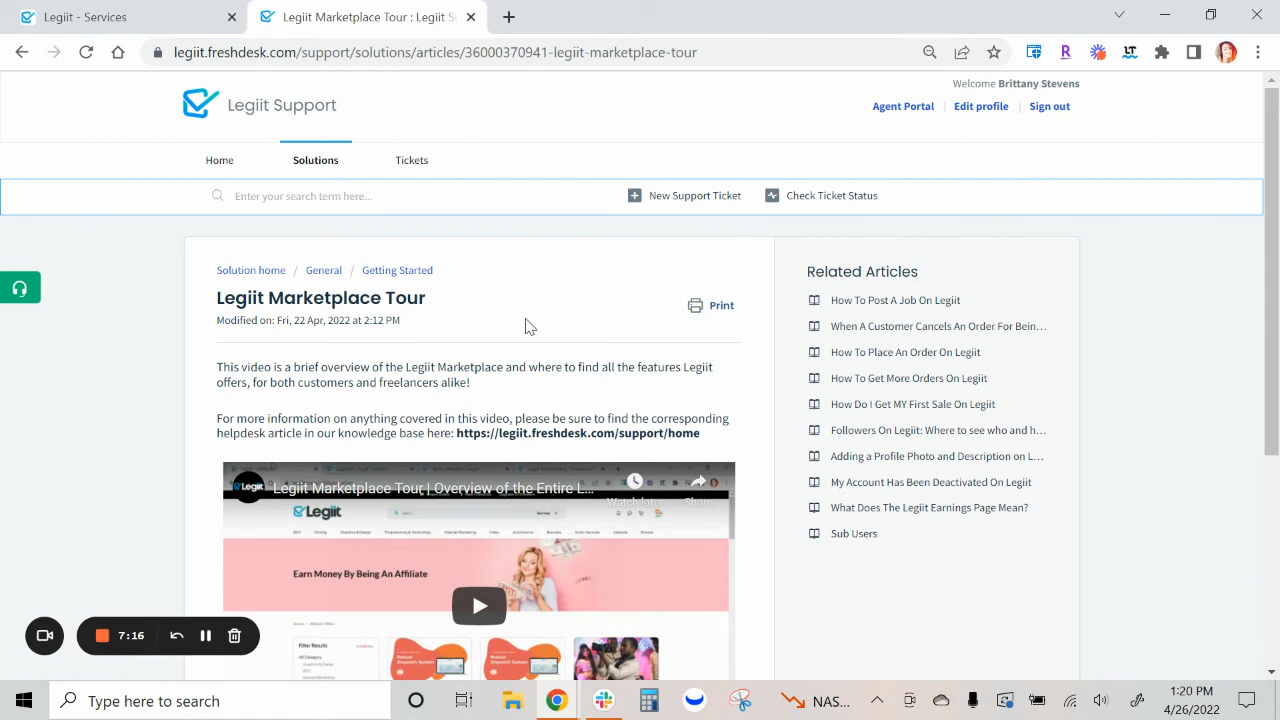 Legiit - Services
Legiit Marketplace Tour : Legiit S
legiit.freshdesk.com/support/solutions/articles/36000370941-legiit-marketplace-tour
Welcome Brittany Stevens
Legiit Support
Agent Portal Edit profile Sign out
Home Solutions Tickets
Enter your search term here...
New Support Ticket Check Ticket Status
Solution home / General / Getting Started
Legiit Marketplace Tour
Modified on: Fri, 22 Apr, 2022 at 2:12 PM
Print
This video is a brief overview of the Legiit Marketplace and where to find all the features Legiit
offers, for both customers and freelancers alike!
For more information on anything covered in this video, please be sure to find the corresponding
helpdesk article in our knowledge base here: https://legiit.freshdesk.com/support/home
Legiit
Legiit Marketplace Tour | Overview of the Entire L...
Watch later Share
Legiit
Earn Money By Being An Affiliate
Filter Results
Related Articles
How To Post A Job On Legiit
When A Customer Cancels An Order For Bein...
How To Place An Order On Legiit
How To Get More Orders On Legiit
How Do I Get MY First Sale On Legiit
Followers On Legiit: Where to see who and h...
Adding a Profile Photo and Description on L...
My Account Has Been Deactivated On Legiit
What Does The Legiit Earnings Page Mean?
Sub Users
7:16
Type here to search
NAS...
1:20 PM
4/26/2022